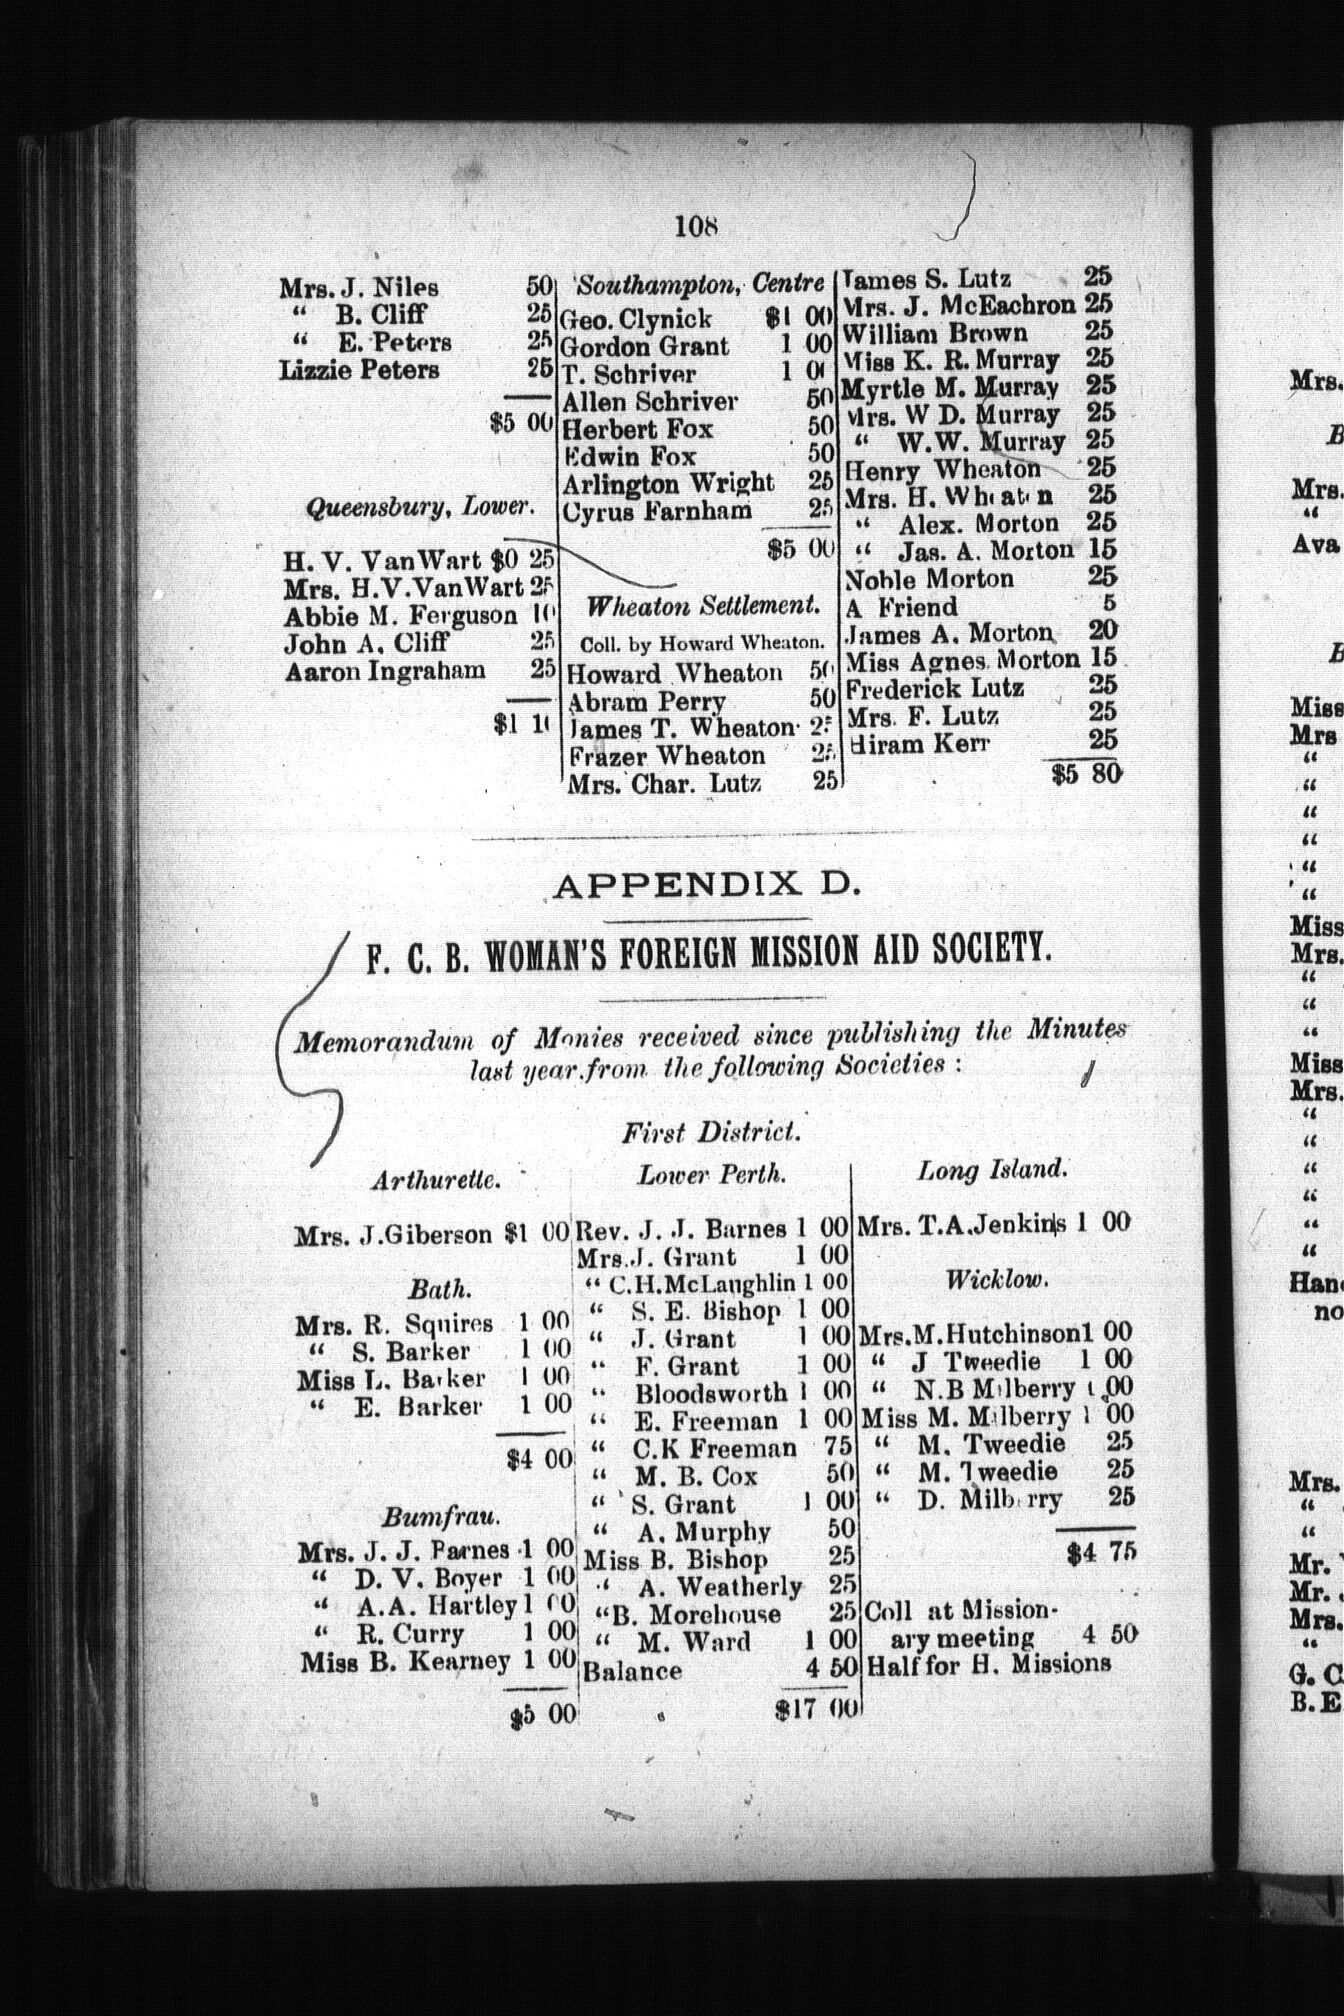 108
Mrs. J. Niles 50
“ B. Cliff 25
“ E. Peters 25
Lizzie Peters 25
$5 00
Queensbury, Lower.
H. V. VanWart $0 25
Mrs. H.V.VanWart 25
Abbie M. Ferguson 10
John A. Cliff 25
Aaron Ingraham 25
$1 10
Southampton, Centre
Geo. Clynick $1 00
Gordon Grant 1 00
T. Schriver 1 00
Allen Schriver 50
Herbert Fox 50
Edwin Fox 50
Arlington Wright 25
Cyrus Farnham 25
$5 00
Wheaton Settlement.
Coll. by Howard Wheaton.
Howard Wheaton 50
Abram Perry 50
James T. Wheaton 25
Frazer Wheaton 25
Mrs. Char. Lutz 25
James S. Lutz 25
Mrs. J. McEachron 25
William Brown 25
Miss K. R. Murray 25
Myrtle M. Murray 25
Mrs. W D. Murray 25
“ W.W. Murray 25
Henry Wheaton 25
Mrs. H. Wheaton 25
“ Alex. Morton 25
“ Jas. A. Morton 15
Noble Morton 25
A Friend 5
James A. Morton 20
Miss Agnes Morton 15
Frederick Lutz 25
Mrs. F. Lutz 25
Hiram Kerr 25
$5 80
APPENDIX D.
F. C. B. WOMAN'S FOREIGN MISSION AID SOCIETY.
Memorandum of Monies received since publishing the Minutes
last year from the following Societies :
First District.
Arthurette.
Mrs. J.Giberson $1 00
Bath.
Mrs. R. Squires 1 00
“ S. Barker 1 00
Miss L. Barker 1 00
“ E. Barker 1 00
$4 00
Bumfrau.
Mrs. J. J. Barnes 1 00
“ D. V. Boyer 1 00
“ A.A. Hartley 1 00
“ R. Curry 1 00
Miss B. Kearney 1 00
$5 00
Lower Perth.
Rev. J. J. Barnes 1 00
Mrs. J. Grant 1 00
“ C.H.McLaughlin 1 00
“ S. E. Bishop 1 00
“ J. Grant 1 00
“ F. Grant 1 00
“ Bloodsworth 1 00
“ E. Freeman 1 00
“ C.K Freeman 75
“ M. B. Cox 50
“ S. Grant 1 00
“ A. Murphy 50
Miss B. Bishop 25
“ A. Weatherly 25
“B. Morehouse 25
“ M. Ward 1 00
Balance 4 50
$17 00
Long Island.
Mrs. T.A.Jenkins 1 00
Wicklow.
Mrs.M.Hutchinson1 00
“ J Tweedie 1 00
“ N.B Milberry 1 00
Miss M. Milberry 1 00
“ M. Tweedie 25
“ M. Tweedie 25
“ D. Milberry 25
$4 75
Coll at Mission-
ary meeting 4 50
Half for H. Missions
Mrs.
Mrs.
“
Ava
Miss
Mrs
“
“
“
“
“
“
Miss
Mrs.
“
“
“
Miss
Mrs.
“
“
“
“
“
“
Mrs.
“
“
Mr.
Mr.
Mrs.
“
G. C
B.E